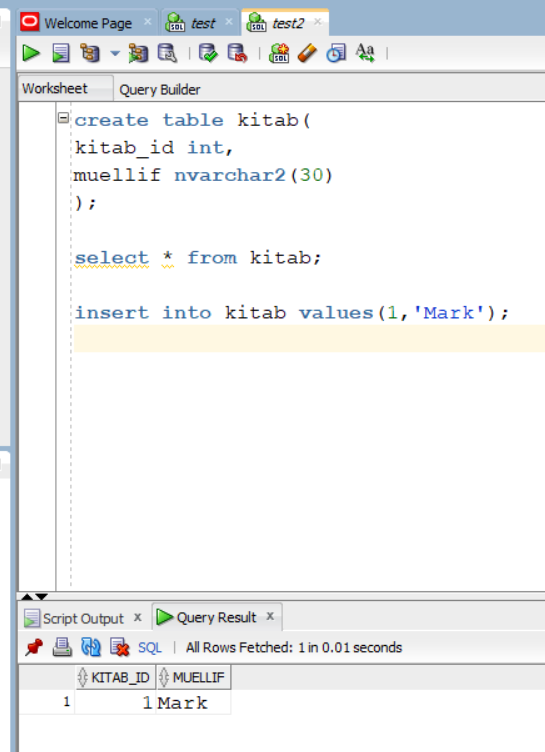 Welcome Page test test2
Worksheet Query Builder
create table kitab(
kitab_id int,
muellif nvarchar2(30)
);
select * from kitab;
insert into kitab values(1,'Mark');
Script Output x Query Result x
SQL | All Rows Fetched: 1 in 0.01 seconds
KITAB_ID MUELLIF
1 1 Mark